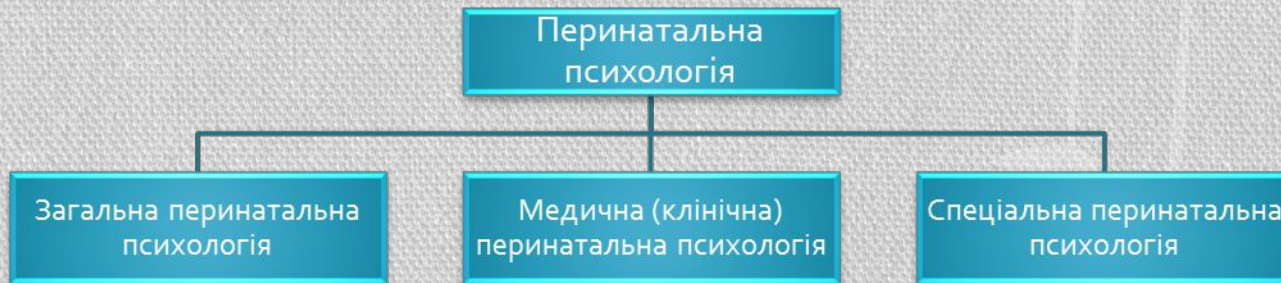 Перинатальна
психологія
Загальна перинатальна
психологія
Медична (клінічна)
перинатальна психологія
Спеціальна перинатальна
психологія